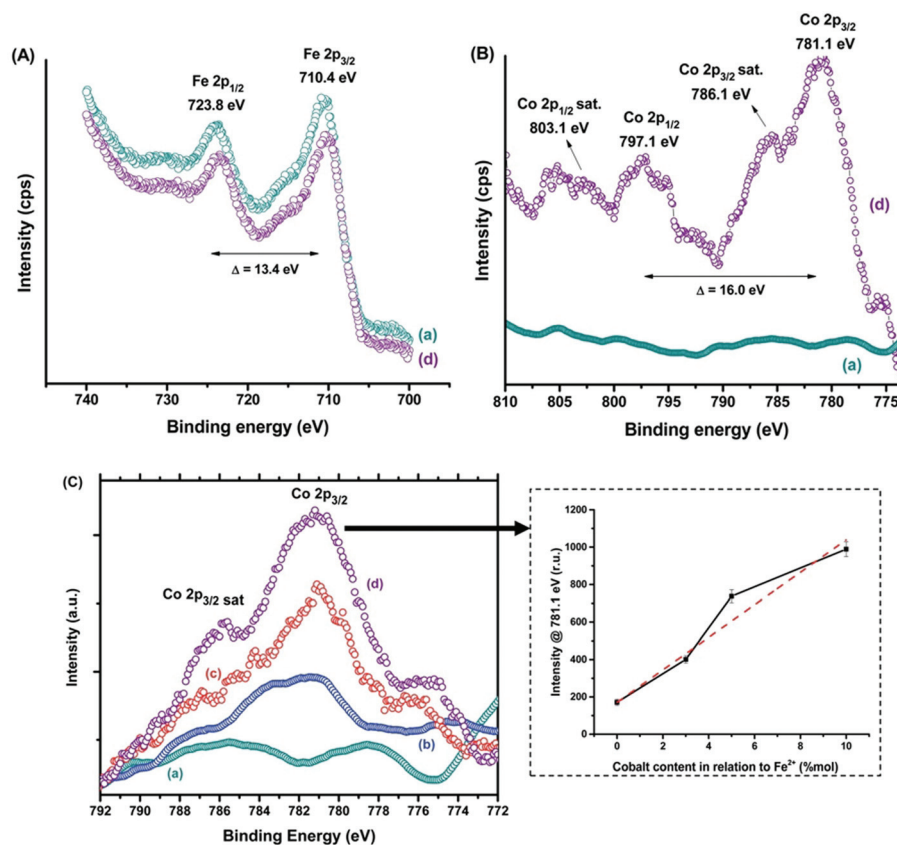 (A)
Fe 2p1/2
723.8 eV
Fe 2p3/2
710.4 eV
Δ = 13.4 eV
(a)
(d)
Intensity (cps)
740 730 720 710 700
Binding energy (eV)
(B)
Co 2p3/2
781.1 eV
Co 2p3/2 sat.
786.1 eV
Co 2p1/2 sat.
803.1 eV
Co 2p1/2
797.1 eV
(d)
Δ = 16.0 eV
(a)
Intensity (cps)
810 805 800 795 790 785 780 775
Binding energy (eV)
(C)
Co 2p3/2
Co 2p3/2 sat
(d)
(c)
(b)
(a)
Intensity (a.u.)
792 790 788 786 784 782 780 778 776 774 772
Binding Energy (eV)
Intensity @ 781.1 eV (r.u.)
1200
1000
800
600
400
200
0
0 2 4 6 8 10
Cobalt content in relation to Fe²⁺ (%mol)